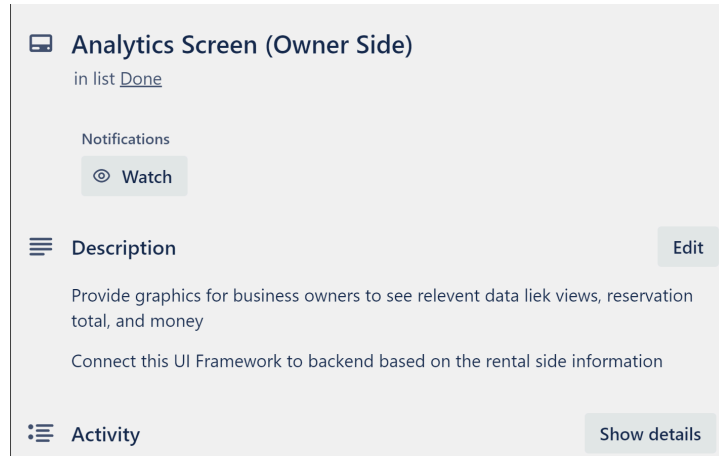 Analytics Screen (Owner Side)
in list Done
Notifications
Watch
Description
Edit
Provide graphics for business owners to see relevent data liek views, reservation
total, and money
Connect this UI Framework to backend based on the rental side information
Activity
Show details